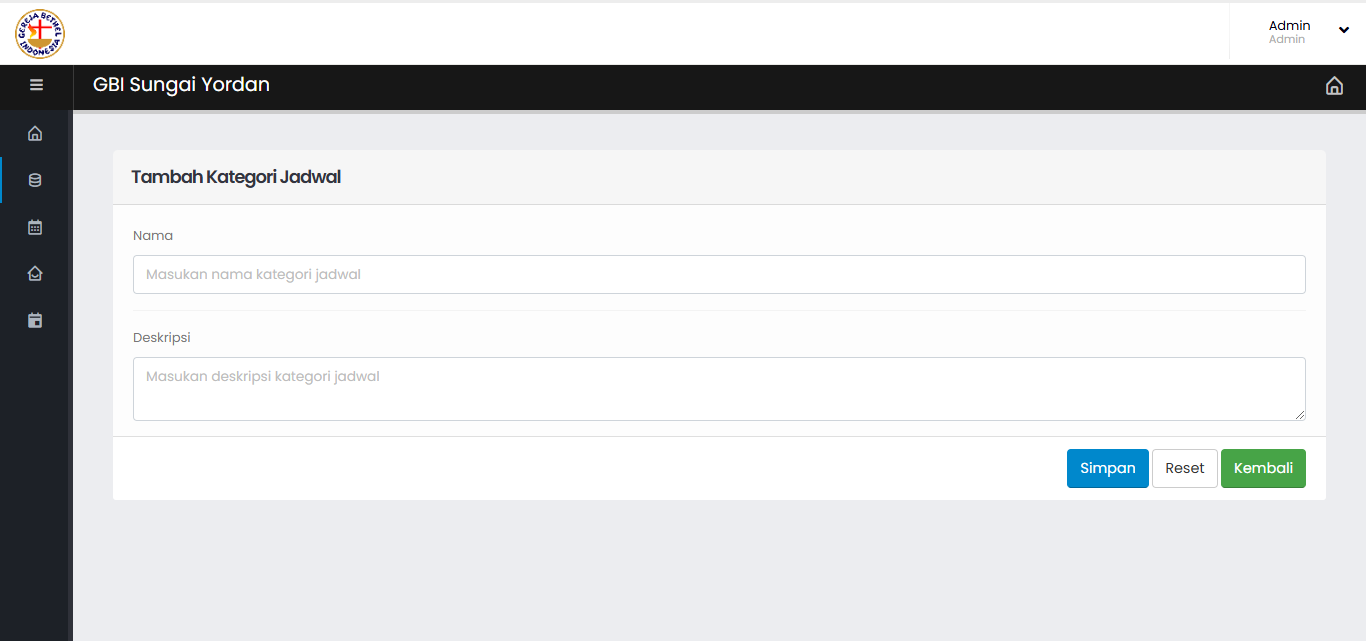 GEREJA BETHEL
INDONESIA
Admin
Admin
GBI Sungai Yordan
Tambah Kategori Jadwal
Nama
Masukan nama kategori jadwal
Deskripsi
Masukan deskripsi kategori jadwal
Simpan Reset Kembali